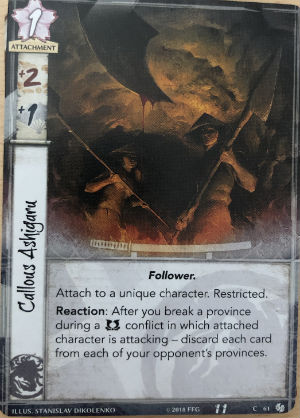 1
ATTACHMENT
+2
+1
Callous Ashigaru
Follower.
Attach to a unique character. Restricted.
Reaction: After you break a province
during a conflict in which attached
character is attacking – discard each card
from each of your opponent's provinces.
ILLUS. STANISLAV DIKOLENKO
© 2018 FFG
11
C 61